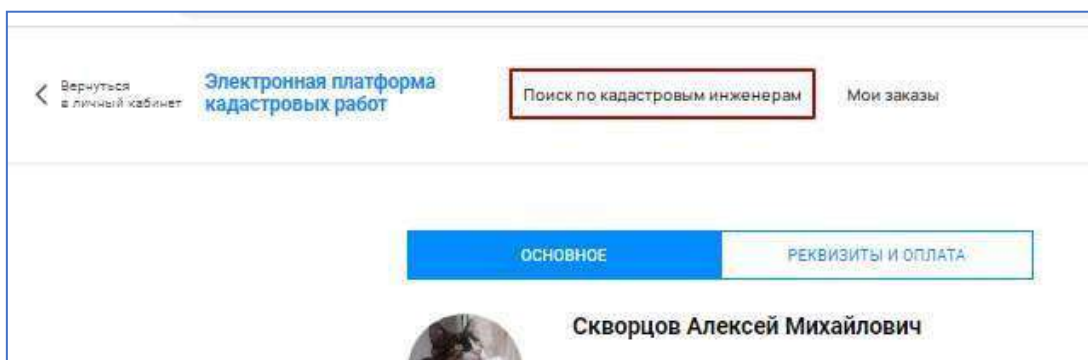 Вернуться
в личный кабинет
Электронная платформа
кадастровых работ
Поиск по кадастровым инженерам
Мои заказы
ОСНОВНОЕ
РЕКВИЗИТЫ И ОПЛАТА
Скворцов Алексей Михайлович